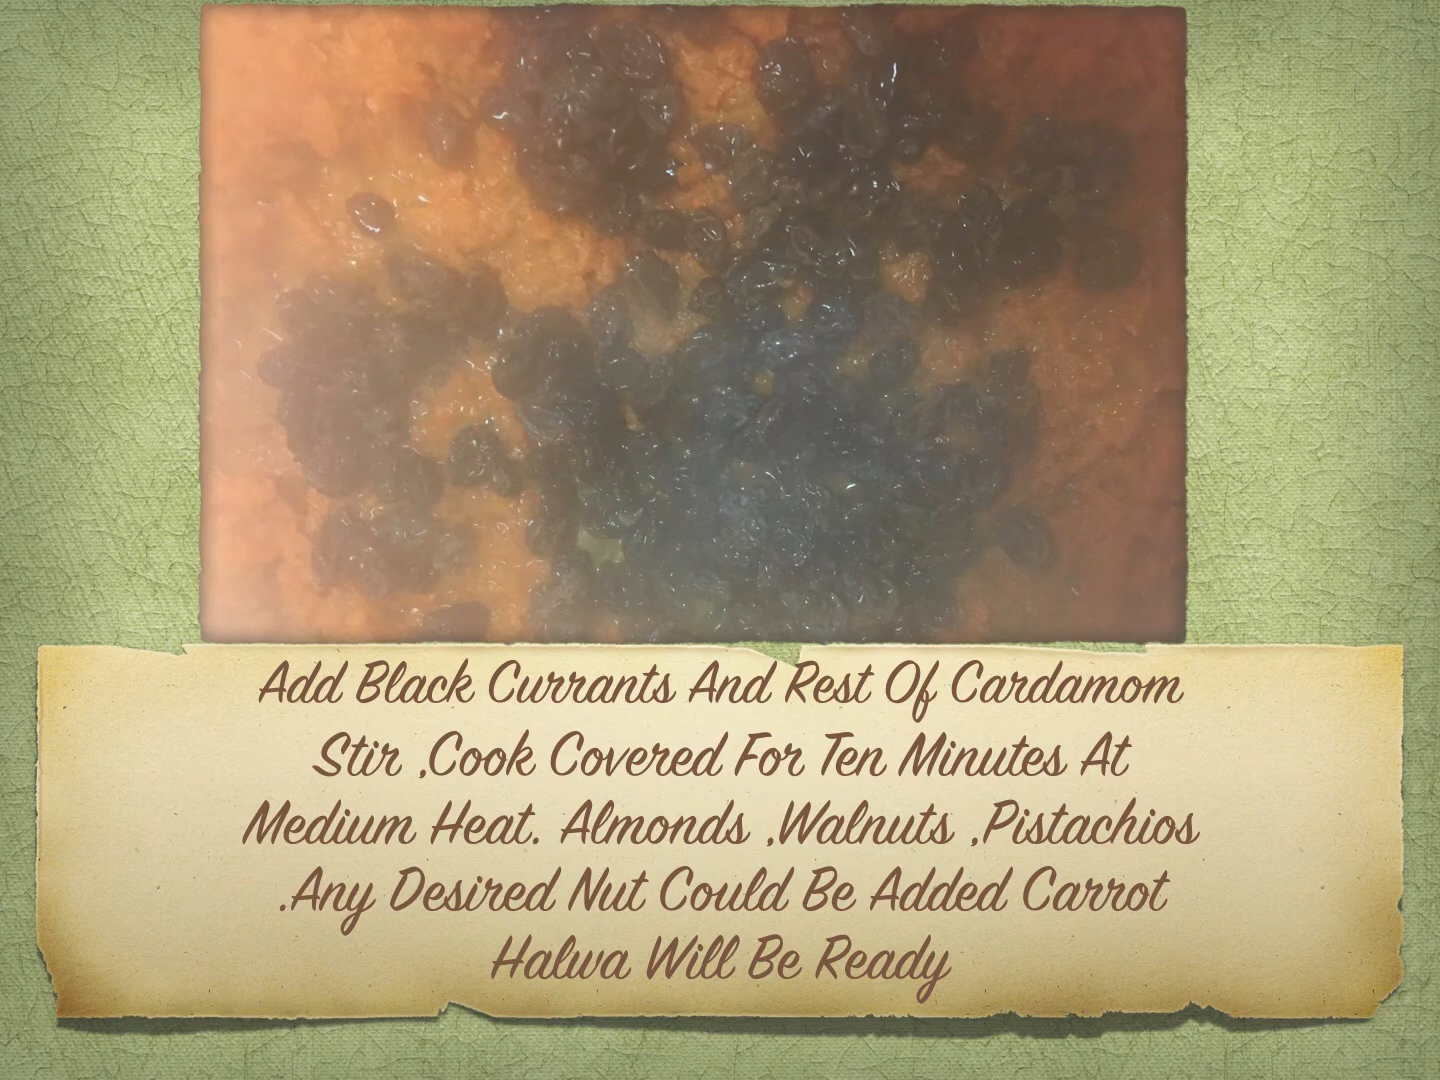 Add Black Currants And Rest Of Cardamom
Stir ,Cook Covered For Ten Minutes At
Medium Heat. Almonds ,Walnuts ,Pistachios
.Any Desired Nut Could Be Added Carrot
Halwa Will Be Ready